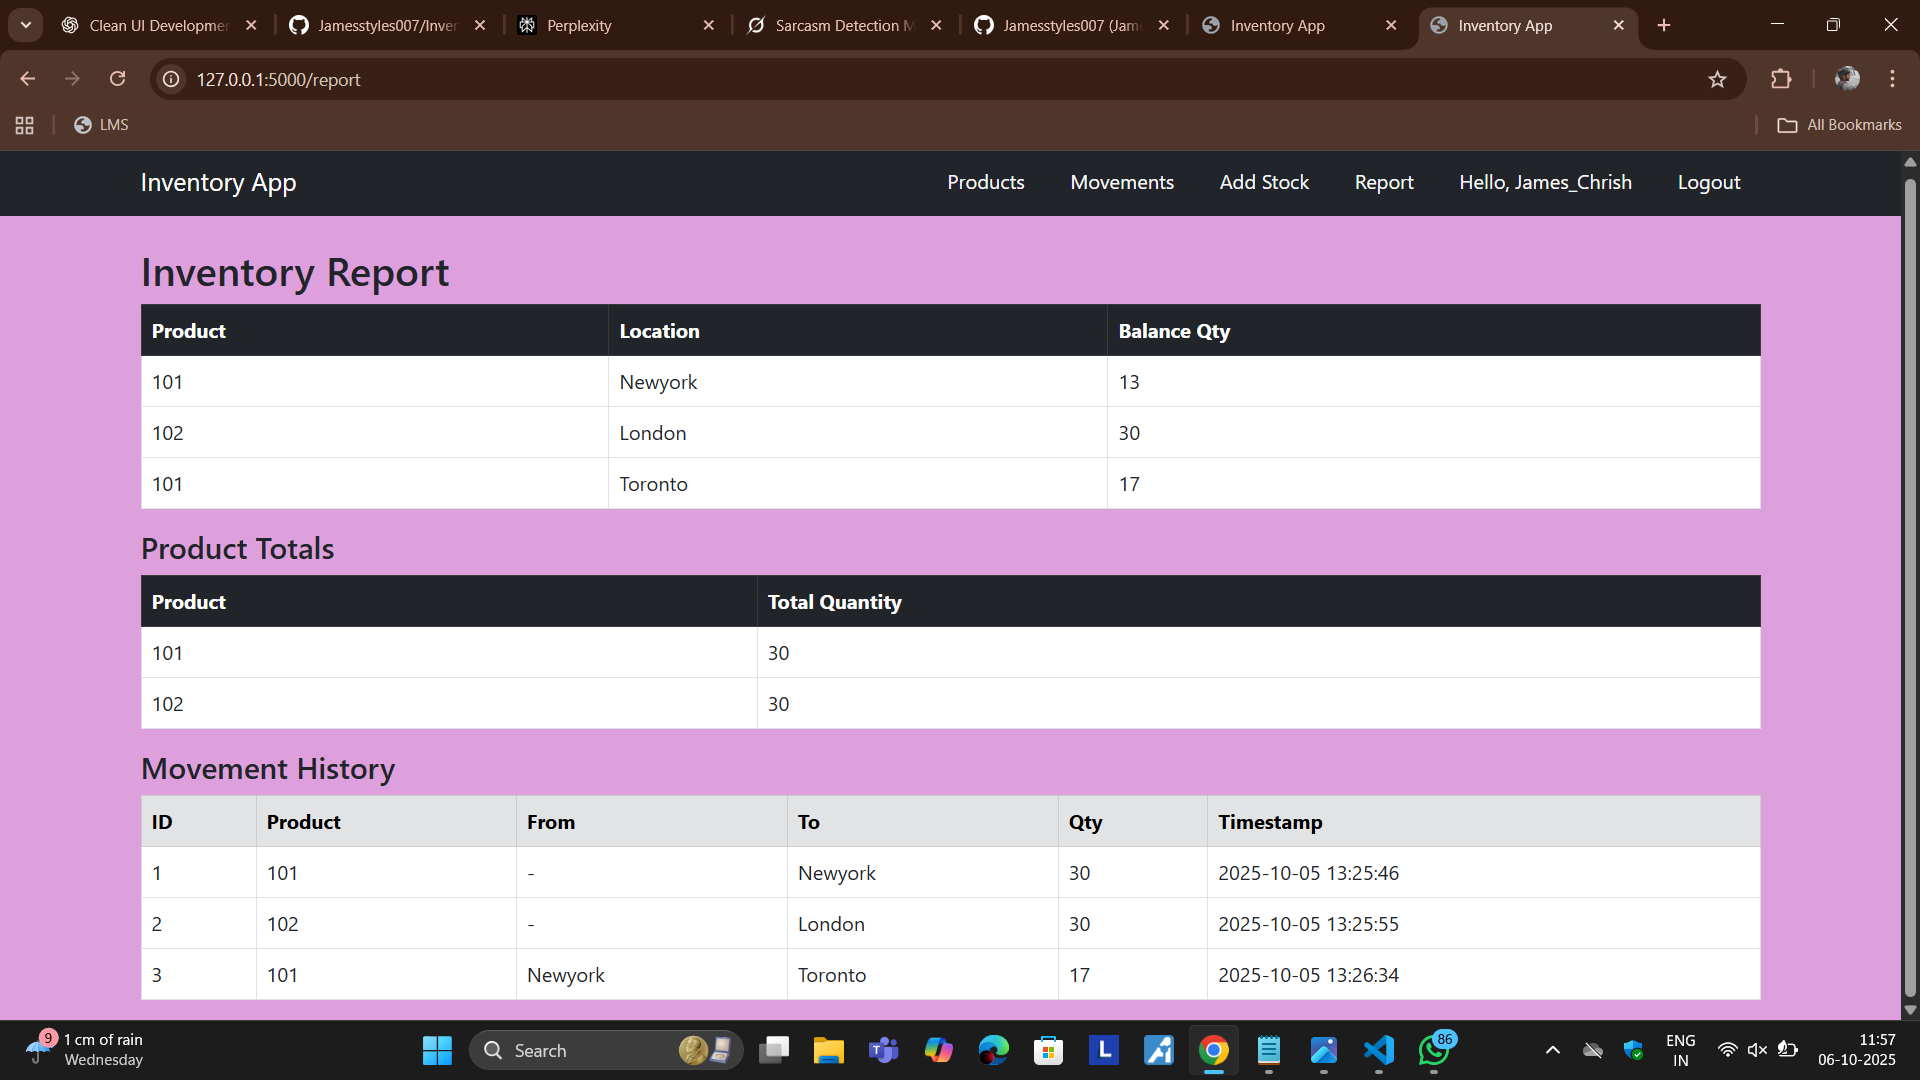 Clean UI Developmer
Jamesstyles007/Inver
Perplexity
Sarcasm Detection M
Jamesstyles007 (Jam
Inventory App
Inventory App
127.0.0.1:5000/report
LMS
All Bookmarks
Inventory App
Products
Movements
Add Stock
Report
Hello, James_Chrish
Logout
Inventory Report
Product Location Balance Qty
101 Newyork 13
102 London 30
101 Toronto 17
Product Totals
Product Total Quantity
101 30
102 30
Movement History
ID Product From To Qty Timestamp
1 101 - Newyork 30 2025-10-05 13:25:46
2 102 - London 30 2025-10-05 13:25:55
3 101 Newyork Toronto 17 2025-10-05 13:26:34
9
1 cm of rain
Wednesday
Search
T
L
86
ENG
IN
11:57
06-10-2025